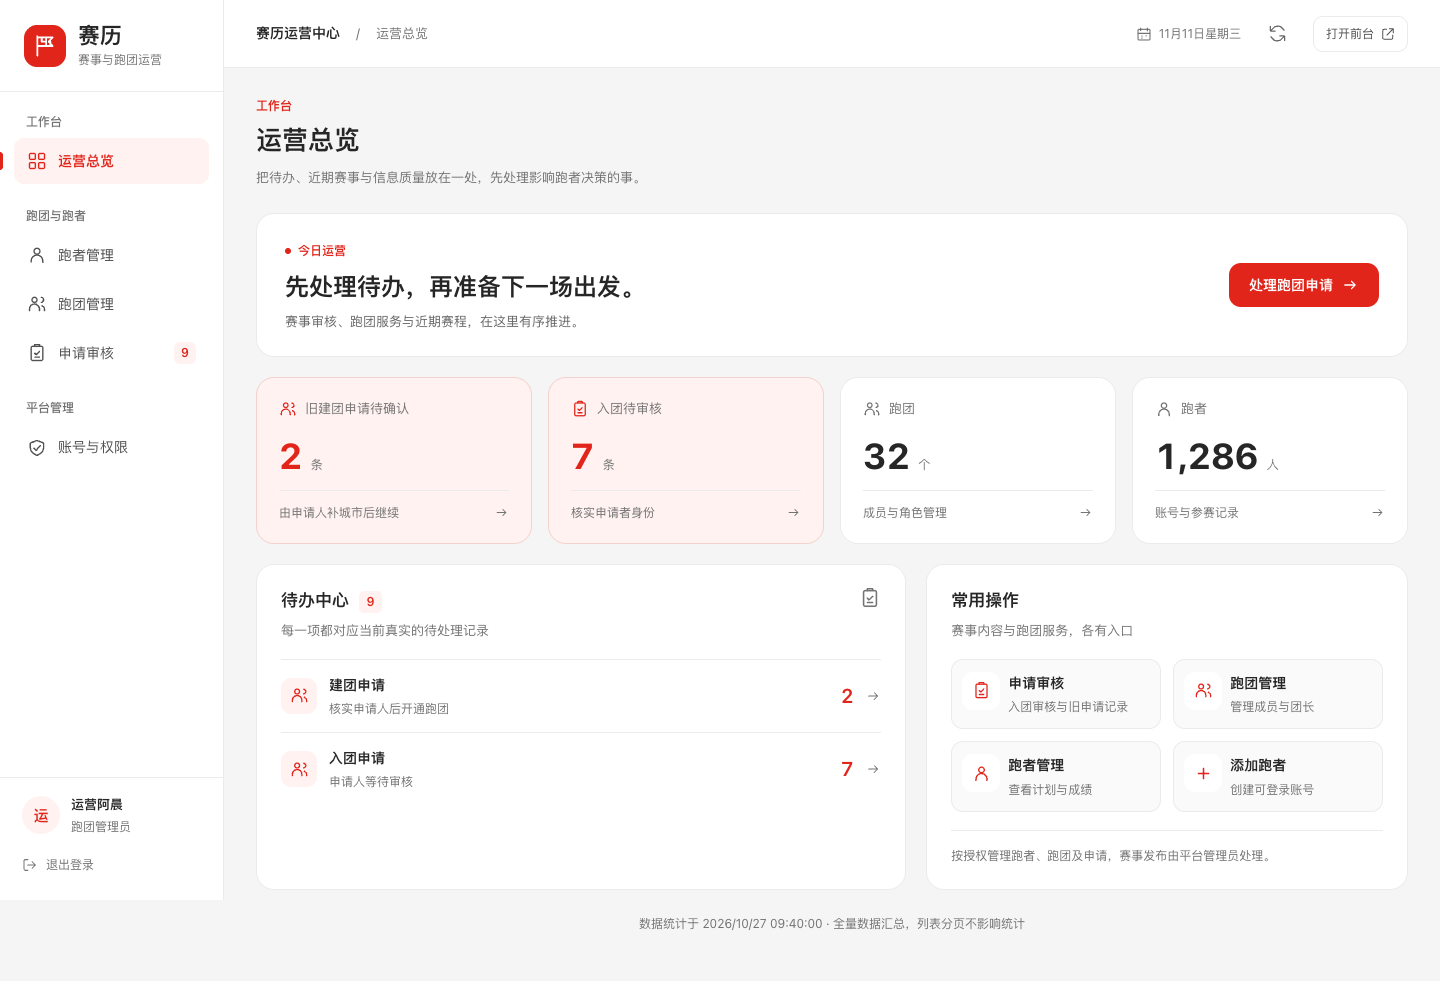 赛历
赛事与跑团运营
工作台
运营总览
跑团与跑者
跑者管理
跑团管理
申请审核 9
平台管理
账号与权限
运
运营阿晨
跑团管理员
退出登录
赛历运营中心 / 运营总览
11月11日星期三
打开前台
工作台
运营总览
把待办、近期赛事与信息质量放在一处，先处理影响跑者决策的事。
今日运营
先处理待办，再准备下一场出发。
赛事审核、跑团服务与近期赛程，在这里有序推进。
处理跑团申请 →
旧建团申请待确认
2 条
由申请人补城市后继续 →
入团待审核
7 条
核实申请者身份 →
跑团
32 个
成员与角色管理 →
跑者
1,286 人
账号与参赛记录 →
待办中心 9
每一项都对应当前真实的待处理记录
建团申请
核实申请人后开通跑团
2 →
入团申请
申请人等待审核
7 →
常用操作
赛事内容与跑团服务，各有入口
申请审核
入团审核与旧申请记录
跑团管理
管理成员与团长
跑者管理
查看计划与成绩
添加跑者
创建可登录账号
按授权管理跑者、跑团及申请，赛事发布由平台管理员处理。
数据统计于 2026/10/27 09:40:00 · 全量数据汇总，列表分页不影响统计